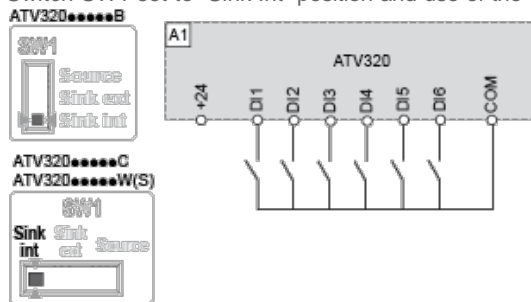 Switch SW1 set to "Sink Int" position and use of the
ATV320●●●●●B
SW1
Source
Sink ext
Sink int
ATV320●●●●●C
ATV320●●●●●W(S)
SW1
Sink int
Sink ext
Source
A1
ATV320
+24
DI1
DI2
DI3
DI4
DI5
DI6
COM